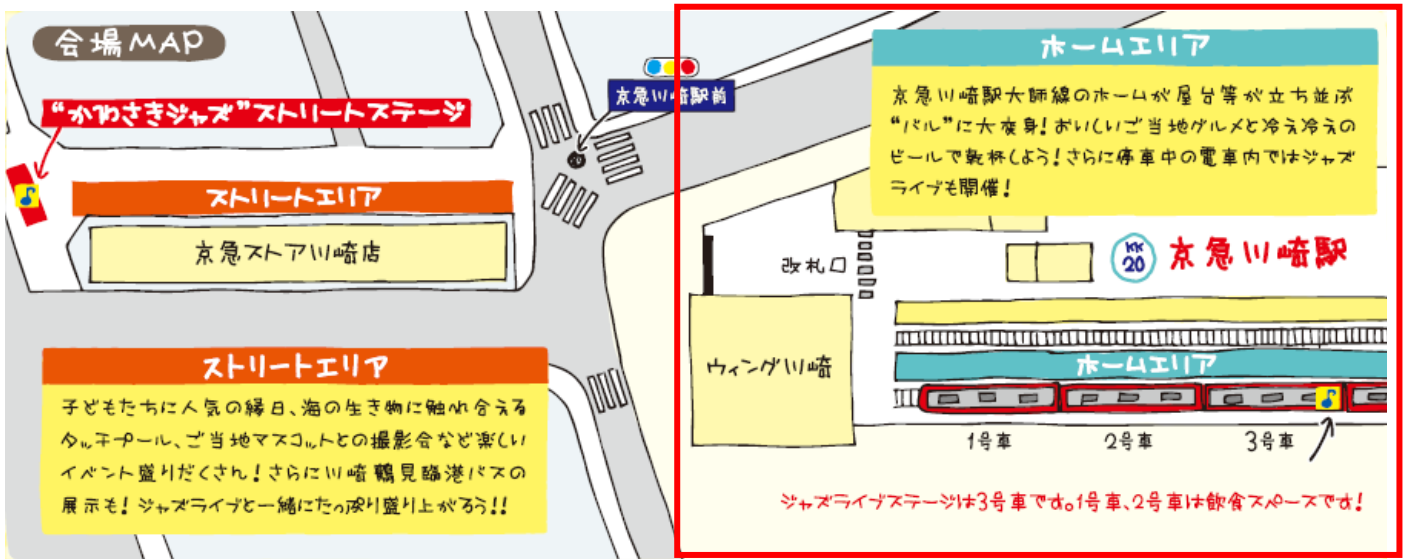 会場MAP
“かわさきジャズ”ストリートステージ
ストリートエリア
京急ストア川崎店
ストリートエリア
子どもたちに人気の縁日、海の生き物に触れ合える
タッチプール、ご当地マスコットとの撮影会など楽しい
イベント盛りだくさん！さらに川崎鶴見臨港バスの
展示も！ジャズライブと一緒にたっぷり盛り上がろう!!
京急川崎駅前
ホームエリア
京急川崎駅大師線のホームが屋台等が立ち並ぶ
“バル”に大変身！おいしいご当地グルメと冷え冷えの
ビールで乾杯しよう！さらに停車中の電車内ではジャズ
ライブも開催！
改札口
KK
20
京急川崎駅
ウィング川崎
ホームエリア
1号車
2号車
3号車
ジャズライブステージは3号車です。1号車、2号車は飲食スペースです！